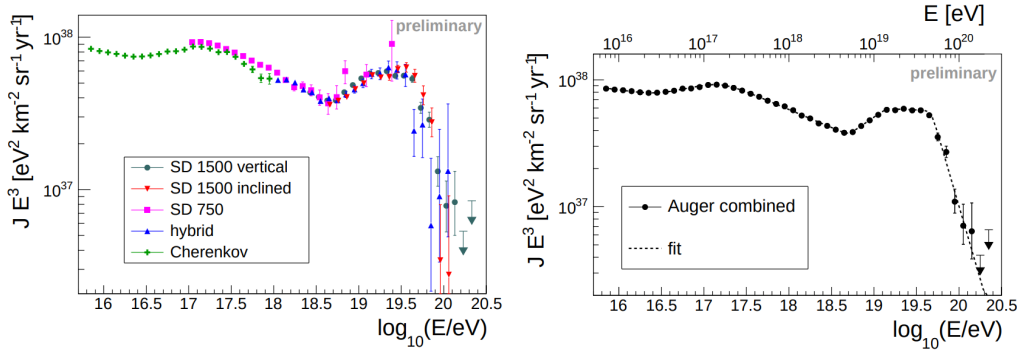 preliminary
10^38
10^37
J E^3 [eV^2 km^-2 sr^-1 yr^-1]
SD 1500 vertical
SD 1500 inclined
SD 750
hybrid
Cherenkov
16 16.5 17 17.5 18 18.5 19 19.5 20 20.5
log_10(E/eV)
E [eV]
10^16 10^17 10^18 10^19 10^20
preliminary
10^38
10^37
J E^3 [eV^2 km^-2 sr^-1 yr^-1]
Auger combined
fit
16 16.5 17 17.5 18 18.5 19 19.5 20 20.5
log_10(E/eV)